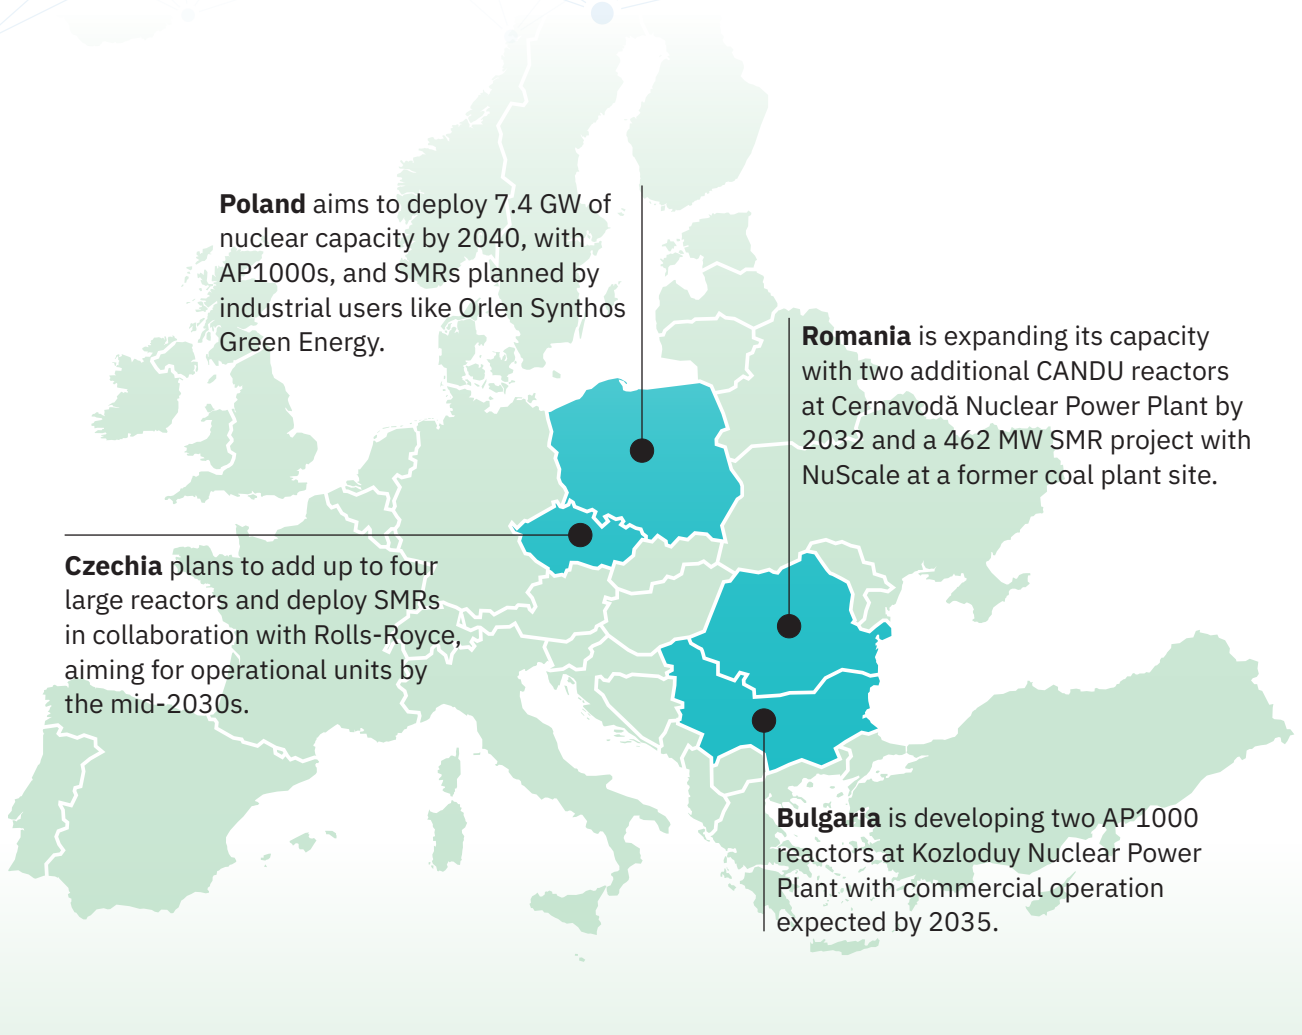 Poland aims to deploy 7.4 GW of
nuclear capacity by 2040, with
AP1000s, and SMRs planned by
industrial users like Orlen Synthos
Green Energy.
Romania is expanding its capacity
with two additional CANDU reactors
at Cernavodă Nuclear Power Plant by
2032 and a 462 MW SMR project with
NuScale at a former coal plant site.
Czechia plans to add up to four
large reactors and deploy SMRs
in collaboration with Rolls-Royce,
aiming for operational units by
the mid-2030s.
Bulgaria is developing two AP1000
reactors at Kozloduy Nuclear Power
Plant with commercial operation
expected by 2035.